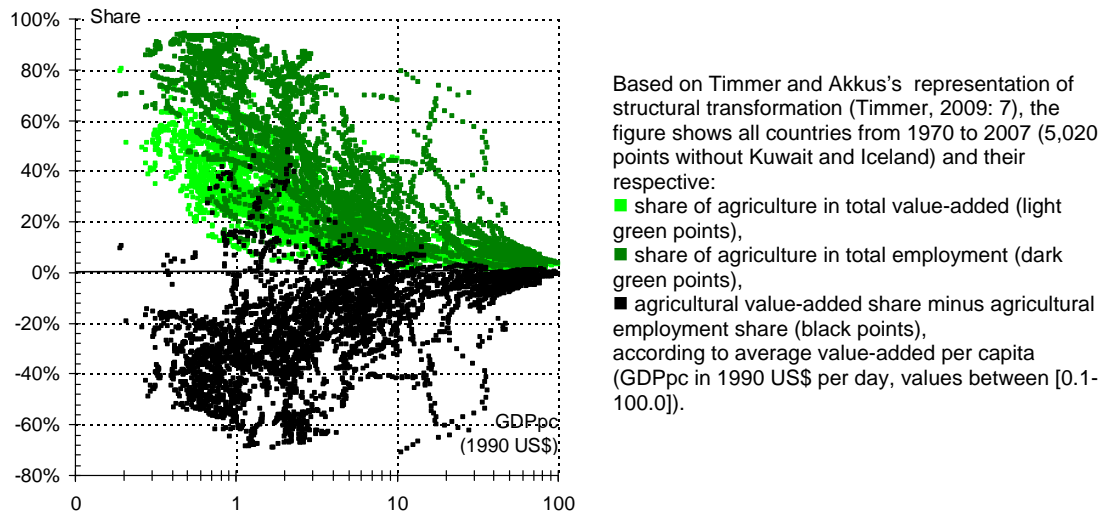 100%
Share
80%
60%
40%
20%
0%
-20%
-40%
-60%
-80%
GDPpc
(1990 US$)
0 1 10 100
Based on Timmer and Akkus's representation of
structural transformation (Timmer, 2009: 7), the
figure shows all countries from 1970 to 2007 (5,020
points without Kuwait and Iceland) and their
respective:
share of agriculture in total value-added (light
green points),
share of agriculture in total employment (dark
green points),
agricultural value-added share minus agricultural
employment share (black points),
according to average value-added per capita
(GDPpc in 1990 US$ per day, values between [0.1-
100.0]).